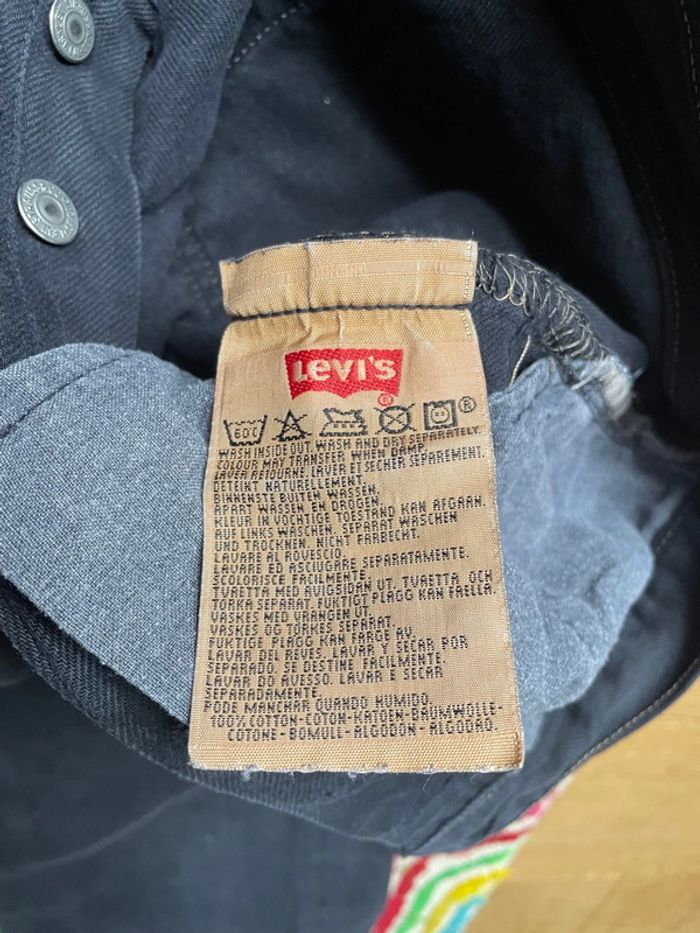 LEVI'S
®
60° ®
WASH INSIDE OUT. WASH AND DRY SEPARATELY.
COLOUR MAY TRANSFER WHEN DAMP.
LAVER RETOURNE. LAVER ET SECHER SEPAREMENT.
DETEINT NATURELLEMENT.
BINNENSTE BUITEN WASSEN.
APART WASSEN EN DROGEN.
KLEUR IN VOCHTIGE TOESTAND KAN AFGAAN.
AUF LINKS WASCHEN, SEPARAT WASCHEN
UND TROCKNEN. NICHT FARBECHT.
LAVARE AL ROVESCIO.
LAVARE ED ASCIUGARE SEPARATAMENTE.
SCOLORISCE FACILMENTE.
TVAETTA MED AVIGSIDAN UT. TVAETTA OCH
TORKA SEPARAT. FUKTIGT PLAGG KAN FAELLA.
VASKES MED VRANGEN UT.
VASKES OG TØRKES SEPARAT.
FUKTIGE PLAGG KAN FARGE AV.
LAVAR DEL REVES. LAVAR Y SECAR POR
SEPARADO. SE DESTINE FACILMENTE.
LAVAR DO AVESSO. LAVAR E SECAR
SEPARADAMENTE.
PODE MANCHAR QUANDO HUMIDO.
100% COTTON-COTON-KATOEN-BAUMWOLLE-
COTONE-BOMULL-ALGODON-ALGODAO.